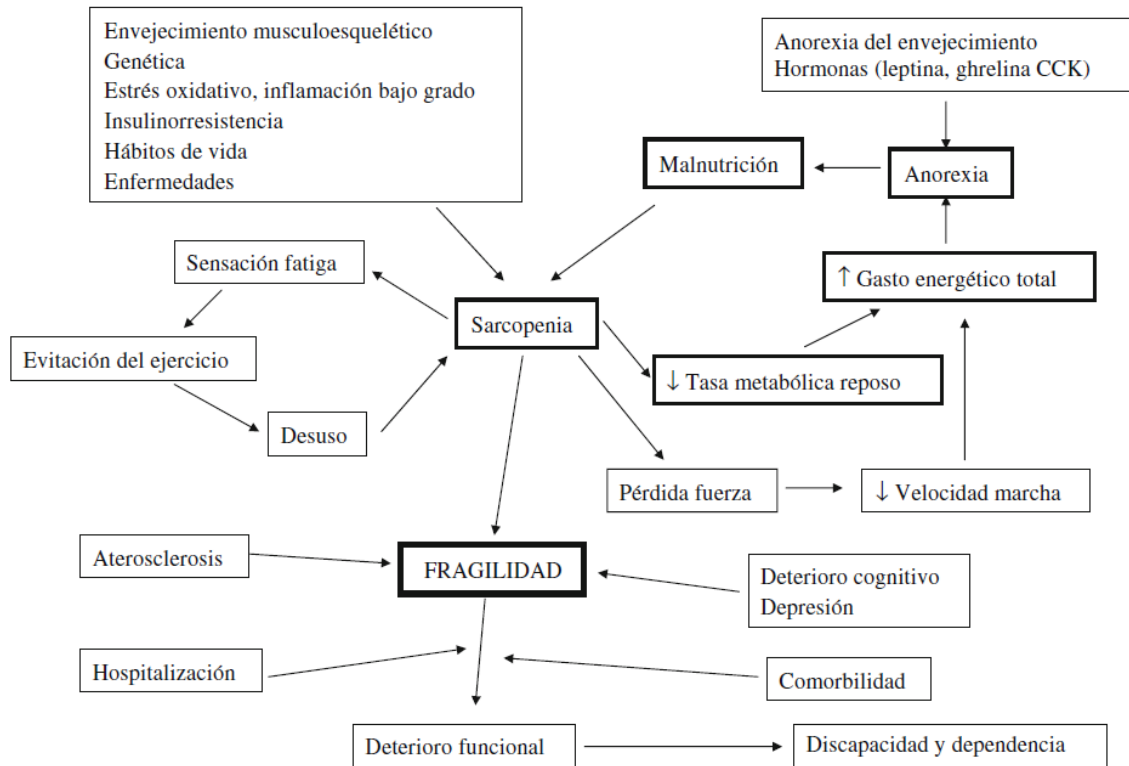 Envejecimiento musculoesquelético
Genética
Estrés oxidativo, inflamación bajo grado
Insulinorresistencia
Hábitos de vida
Enfermedades
Anorexia del envejecimiento
Hormonas (leptina, ghrelina CCK)
Malnutrición
Anorexia
Sensación fatiga
↑ Gasto energético total
Sarcopenia
Evitación del ejercicio
↓ Tasa metabólica reposo
Desuso
Pérdida fuerza
↓ Velocidad marcha
Aterosclerosis
FRAGILIDAD
Deterioro cognitivo
Depresión
Hospitalización
Comorbilidad
Deterioro funcional
Discapacidad y dependencia